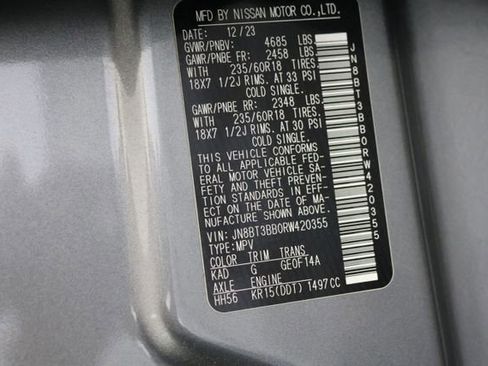 MFD BY NISSAN MOTOR CO.,LTD.
DATE: 12/23
GVWR/PNBV: 4685 LBS
GAWR/PNBE FR: 2458 LBS
WITH 235/60R18 TIRES,
18X7 1/2J RIMS, AT 33 PSI
COLD SINGLE.
GAWR/PNBE RR: 2348 LBS
WITH 235/60R18 TIRES,
18X7 1/2J RIMS, AT 30 PSI
COLD SINGLE.
THIS VEHICLE CONFORMS
TO ALL APPLICABLE FED-
ERAL MOTOR VEHICLE SA-
FETY AND THEFT PREVEN-
TION STANDARDS IN EFF-
ECT ON THE DATE OF MA-
NUFACTURE SHOWN ABOVE.
VIN: JN8BT3BB0RW420355
TYPE: MPV
COLOR TRIM TRANS
KAD G GE0F14A
AXLE ENGINE
HH56 KR15(DDT) 1497CC
JN8BT3BB0RW420355